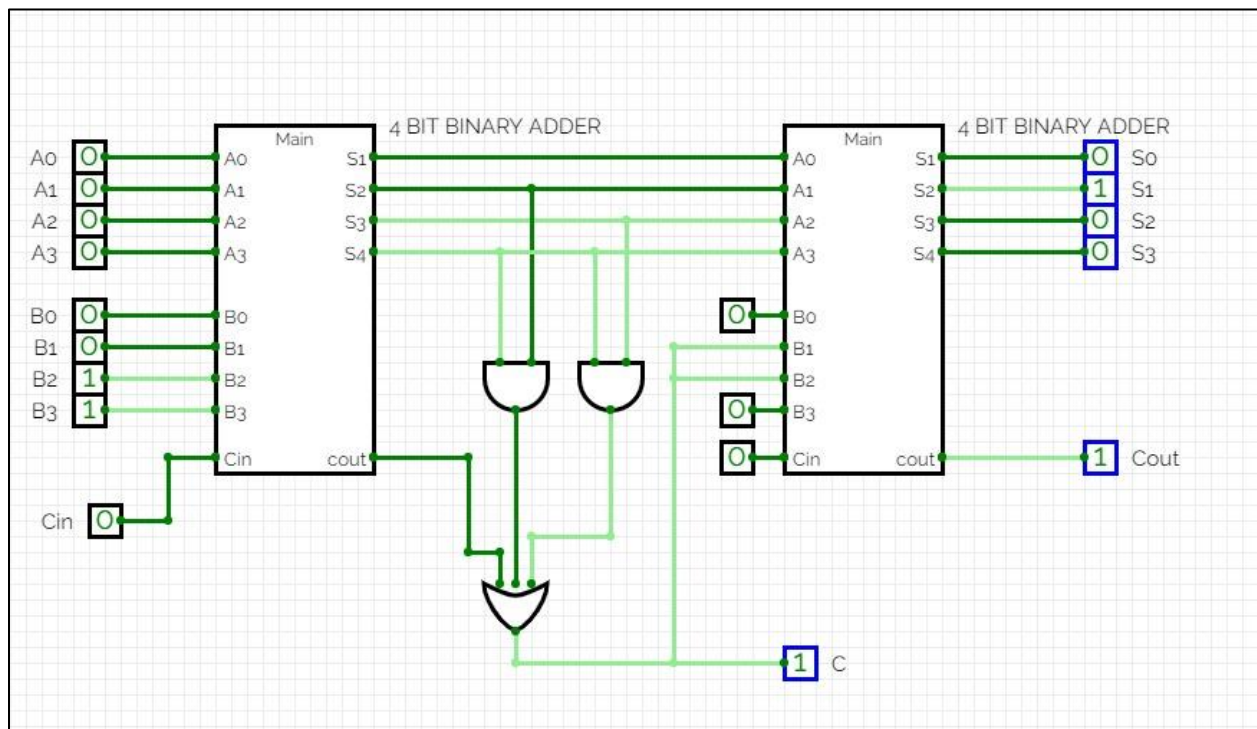 4 BIT BINARY ADDER 4 BIT BINARY ADDER
Main Main
A0 0 A0 S1 A0 S1 0 S0
A1 0 A1 S2 A1 S2 1 S1
A2 0 A2 S3 A2 S3 0 S2
A3 0 A3 S4 A3 S4 0 S3
B0 0 B0 0 B0
B1 0 B1 B1
B2 1 B2 B2
B3 1 B3 0 B3
Cin cout 0 Cin cout 1 Cout
Cin 0
1 C